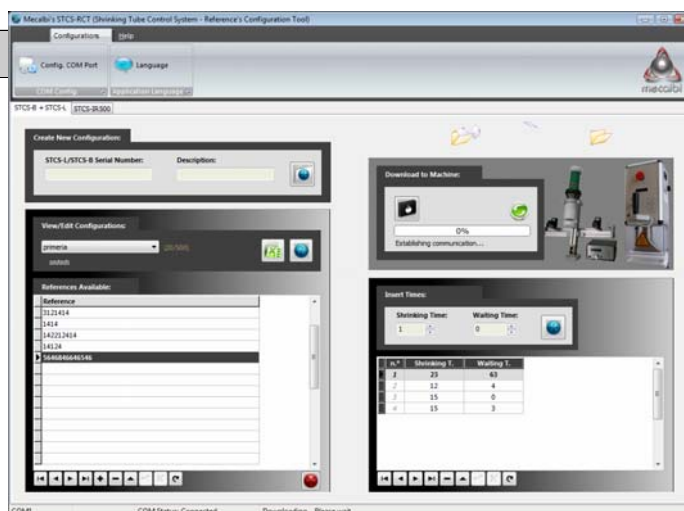 Mecalbi's STCS-RCT (Shrinking Tube Control System - Reference's Configuration Tool)
Configurations Help
Config. COM Port Language
COM Config. Application Language
mecalbi
STCS-B + STCS-L STCS-IR500
Create New Configuration:
STCS-L/STCS-B Serial Number: Description:
Download to Machine:
0%
Establishing communication...
View/Edit Configurations:
primeria
References Available:
Reference
3121414
1414
142212414
14124
5646846646546
Insert Times:
Shrinking Time: Waiting Time:
1 0
n.º Shrinking T. Waiting T.
1 23 63
2 12 4
3 15 0
4 15 3
COM Status: Connected Downloading... Please wait